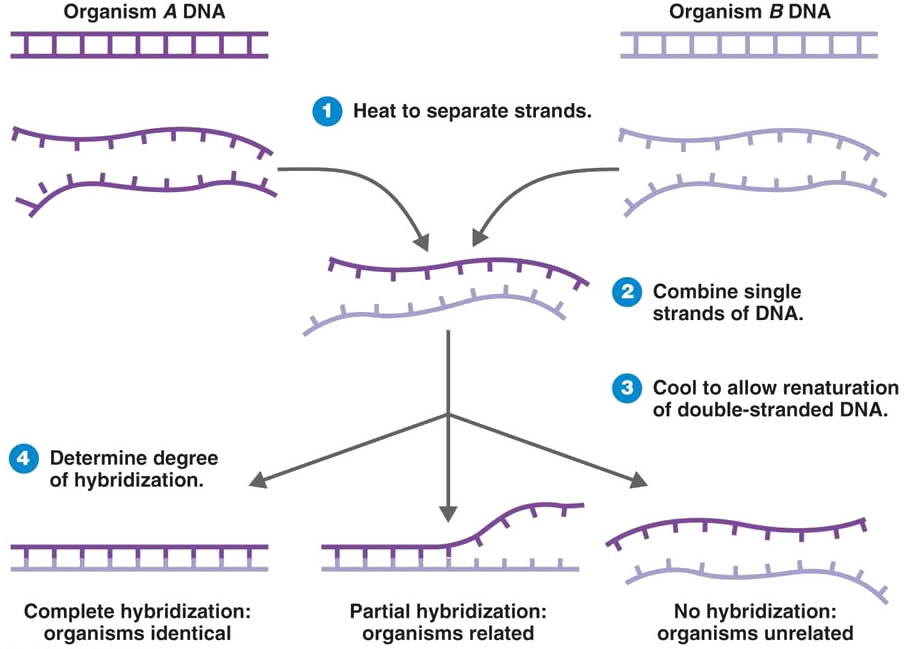 Organism A DNA
Organism B DNA
1 Heat to separate strands.
2 Combine single
strands of DNA.
3 Cool to allow renaturation
of double-stranded DNA.
4 Determine degree
of hybridization.
Complete hybridization:
organisms identical
Partial hybridization:
organisms related
No hybridization:
organisms unrelated